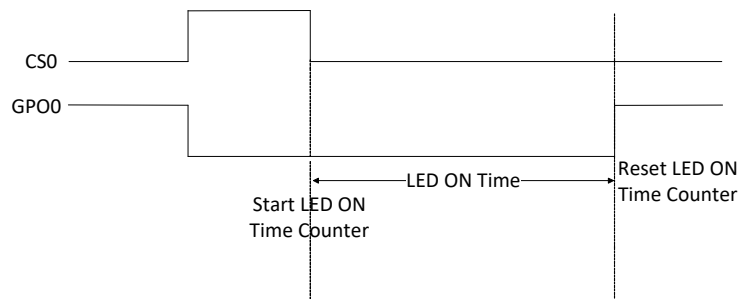 CS0
GPO0
LED ON Time
Start LED ON
Time Counter
Reset LED ON
Time Counter